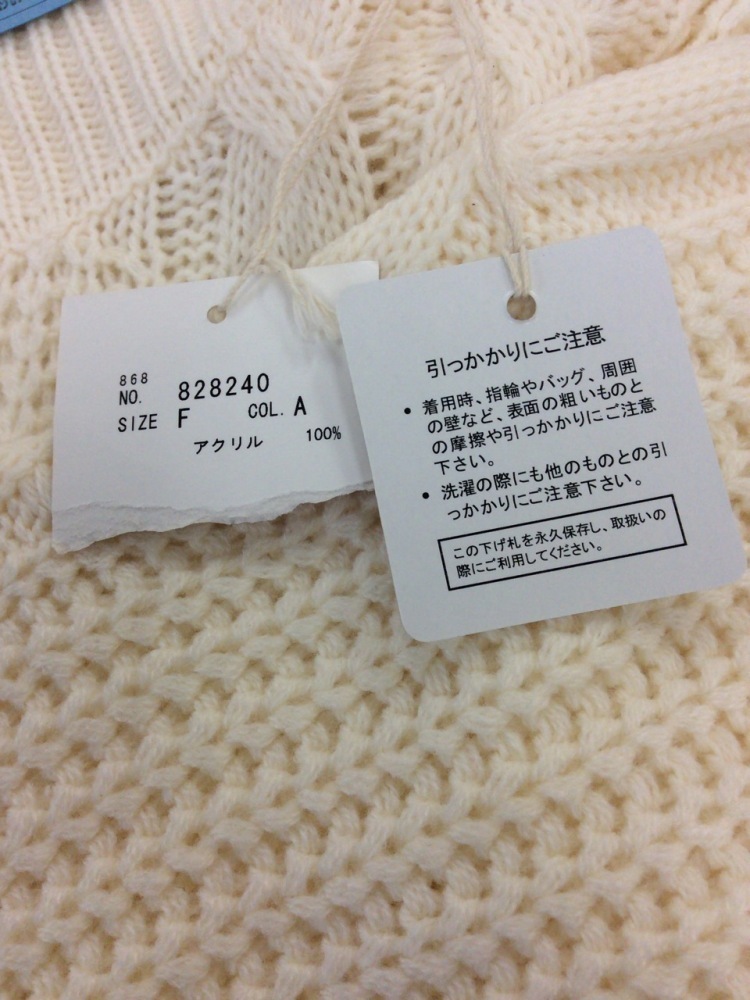 868
NO. 828240
SIZE F COL. A
アクリル 100%
引っかかりにご注意
● 着用時、指輪やバッグ、周囲
の壁など、表面の粗いものと
の摩擦や引っかかりにご注意
下さい。
● 洗濯の際にも他のものとの引
っかかりにご注意下さい。
この下げ札を永久保存し、取扱いの
際にご利用してください。